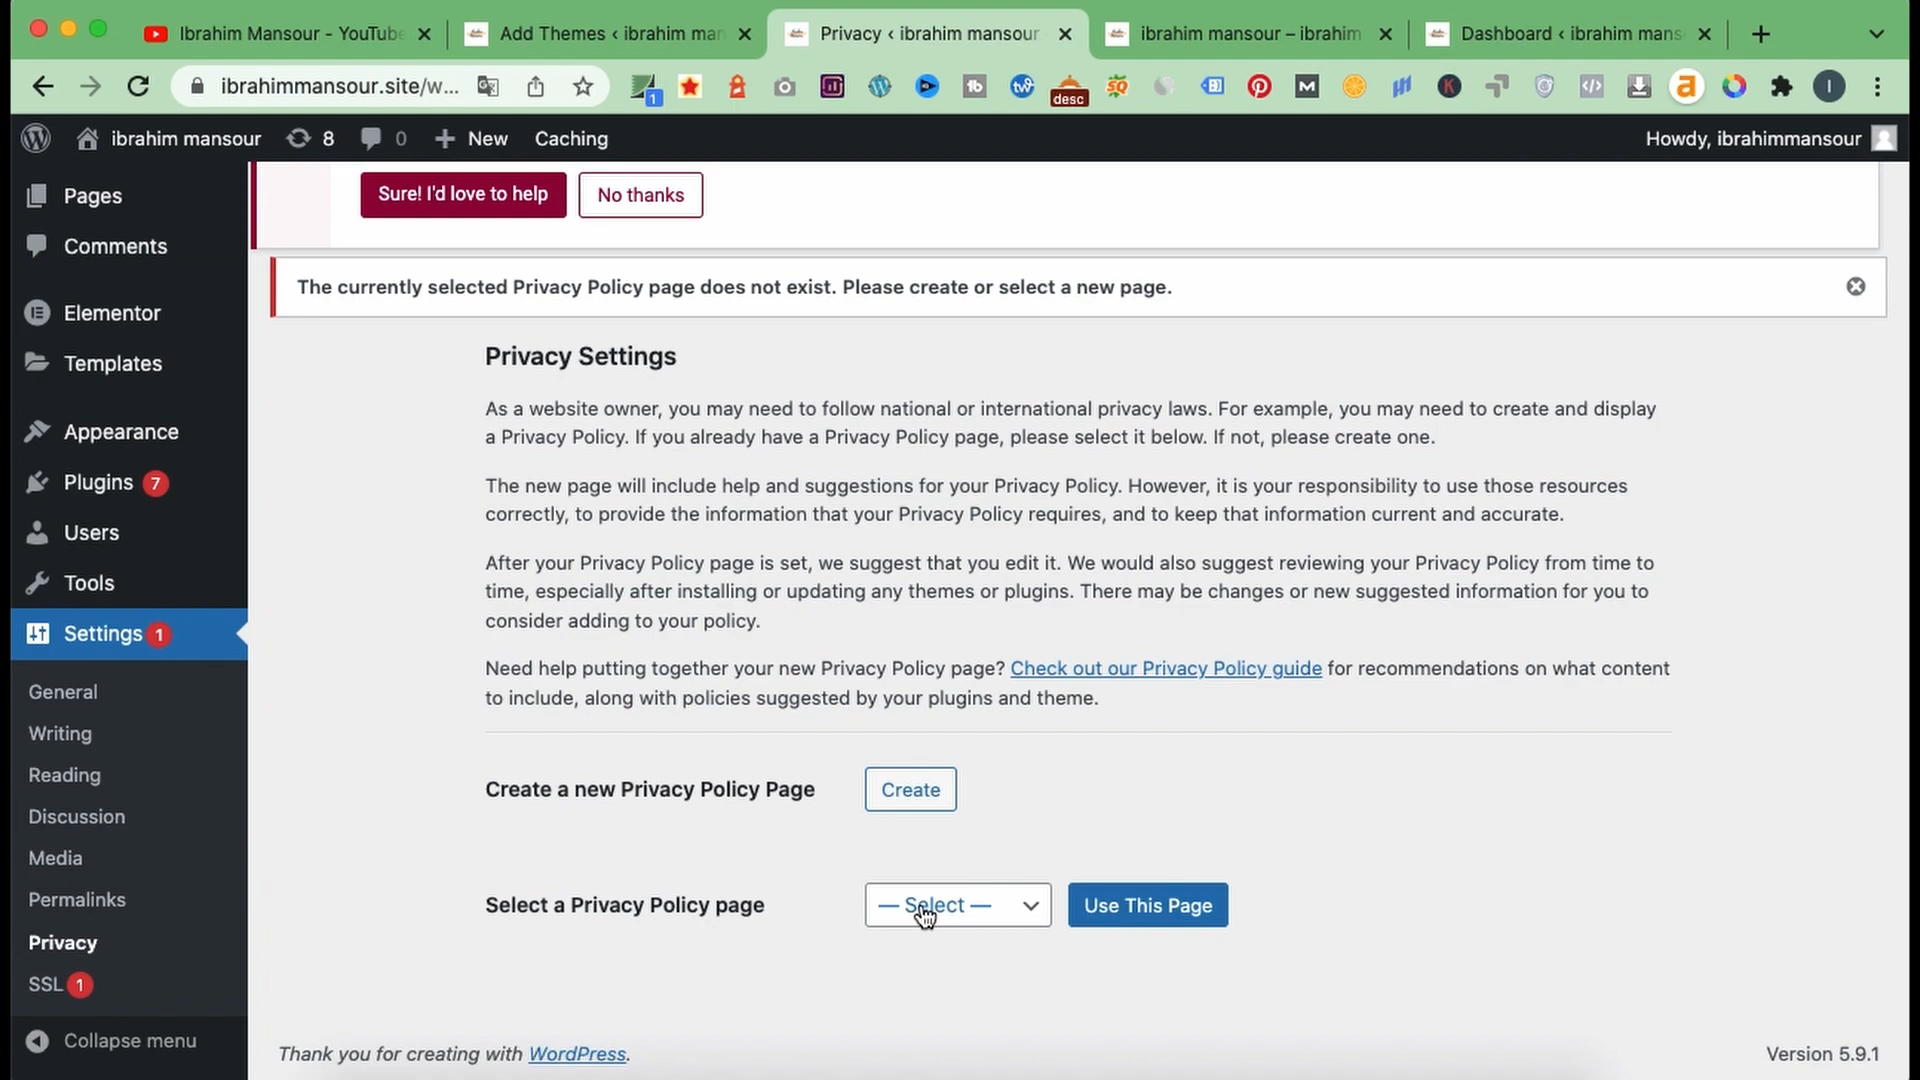 Ibrahim Mansour - YouTube
Add Themes ‹ ibrahim man
Privacy ‹ ibrahim mansour
ibrahim mansour – ibrahim
Dashboard ‹ ibrahim mans
ibrahimmansour.site/w...
1
tb
tw
desc
SQ
M
K
a
I
ibrahim mansour
8
0
New
Caching
Howdy, ibrahimmansour
Pages
Comments
Elementor
Templates
Appearance
Plugins 7
Users
Tools
Settings 1
General
Writing
Reading
Discussion
Media
Permalinks
Privacy
SSL 1
Collapse menu
Sure! I'd love to help
No thanks
The currently selected Privacy Policy page does not exist. Please create or select a new page.
Privacy Settings
As a website owner, you may need to follow national or international privacy laws. For example, you may need to create and display
a Privacy Policy. If you already have a Privacy Policy page, please select it below. If not, please create one.
The new page will include help and suggestions for your Privacy Policy. However, it is your responsibility to use those resources
correctly, to provide the information that your Privacy Policy requires, and to keep that information current and accurate.
After your Privacy Policy page is set, we suggest that you edit it. We would also suggest reviewing your Privacy Policy from time to
time, especially after installing or updating any themes or plugins. There may be changes or new suggested information for you to
consider adding to your policy.
Need help putting together your new Privacy Policy page? Check out our Privacy Policy guide for recommendations on what content
to include, along with policies suggested by your plugins and theme.
Create a new Privacy Policy Page
Create
Select a Privacy Policy page
— Select —
Use This Page
Thank you for creating with WordPress.
Version 5.9.1